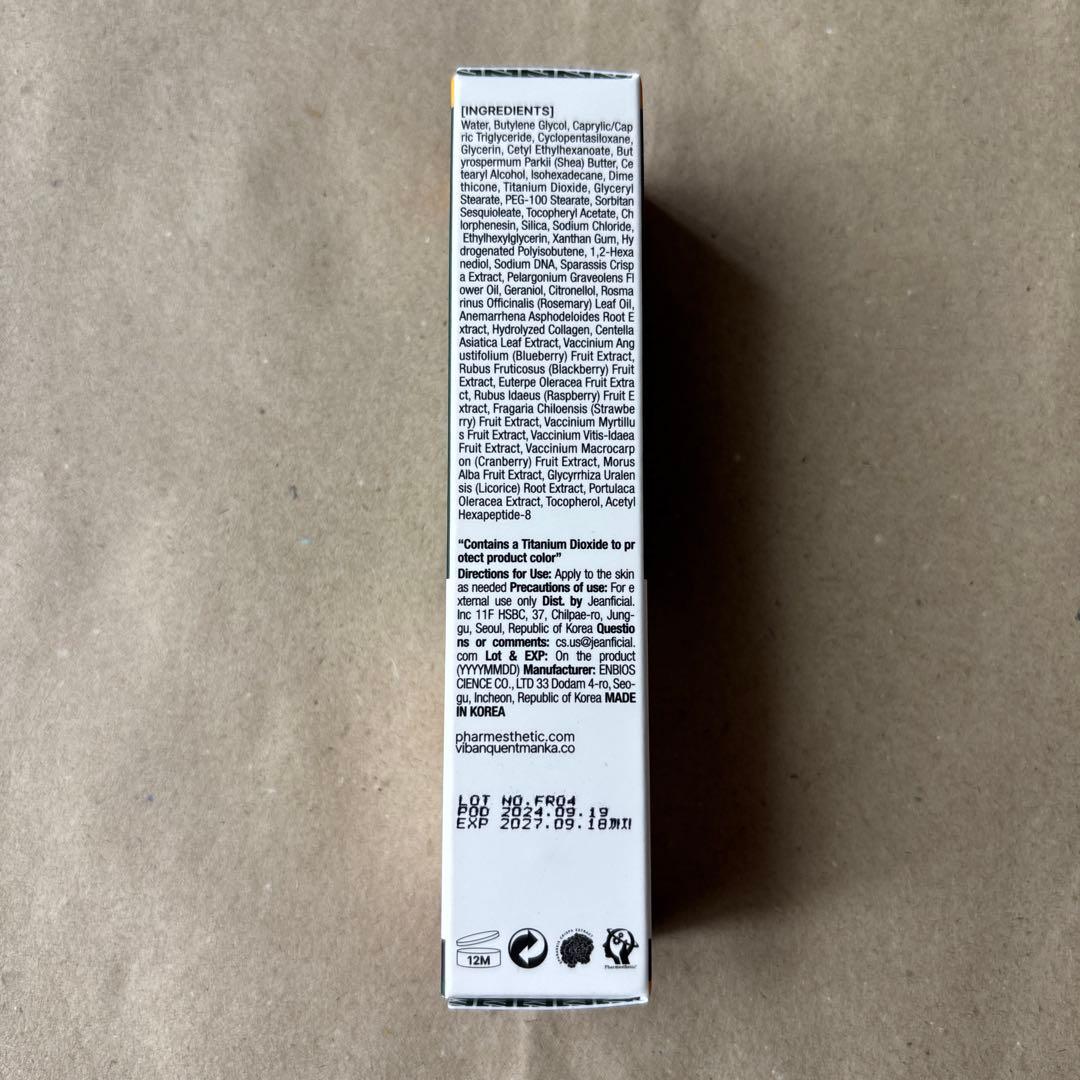 [INGREDIENTS]
Water, Butylene Glycol, Caprylic/Cap
ric Triglyceride, Cyclopentasiloxane,
Glycerin, Cetyl Ethylhexanoate, But
yrospermum Parkii (Shea) Butter, Ce
tearyl Alcohol, Isohexadecane, Dime
thicone, Titanium Dioxide, Glyceryl
Stearate, PEG-100 Stearate, Sorbitan
Sesquioleate, Tocopheryl Acetate, Ch
lorphenesin, Silica, Sodium Chloride,
Ethylhexylglycerin, Xanthan Gum, Hy
drogenated Polyisobutene, 1,2-Hexa
nediol, Sodium DNA, Sparassis Crisp
a Extract, Pelargonium Graveolens Fl
ower Oil, Geraniol, Citronellol, Rosma
rinus Officinalis (Rosemary) Leaf Oil,
Anemarrhena Asphodeloides Root E
xtract, Hydrolyzed Collagen, Centella
Asiatica Leaf Extract, Vaccinium Ang
ustifolium (Blueberry) Fruit Extract,
Rubus Fruticosus (Blackberry) Fruit
Extract, Euterpe Oleracea Fruit Extra
ct, Rubus Idaeus (Raspberry) Fruit E
xtract, Fragaria Chiloensis (Strawbe
rry) Fruit Extract, Vaccinium Myrtillu
s Fruit Extract, Vaccinium Vitis-Idaea
Fruit Extract, Vaccinium Macrocarp
on (Cranberry) Fruit Extract, Morus
Alba Fruit Extract, Glycyrrhiza Uralen
sis (Licorice) Root Extract, Portulaca
Oleracea Extract, Tocopherol, Acetyl
Hexapeptide-8
“Contains a Titanium Dioxide to pr
otect product color”
Directions for Use: Apply to the skin
as needed Precautions of use: For e
xternal use only Dist. by Jeanficial.
Inc 11F HSBC, 37, Chilpae-ro, Jung-
gu, Seoul, Republic of Korea Questio
ns or comments: cs.us@jeanficial.
com Lot & EXP: On the product
(YYYYMMDD) Manufacturer: ENBIOS
CIENCE CO., LTD 33 Dodam 4-ro, Seo-
gu, Incheon, Republic of Korea MADE
IN KOREA
pharmesthetic.com
vibanquentmanka.co
LOT NO.FR04
POD 2024.09.19
EXP 2027.09.18까지
12M
SPARASSIS CRISPA EXTRACT
Pharmesthetic